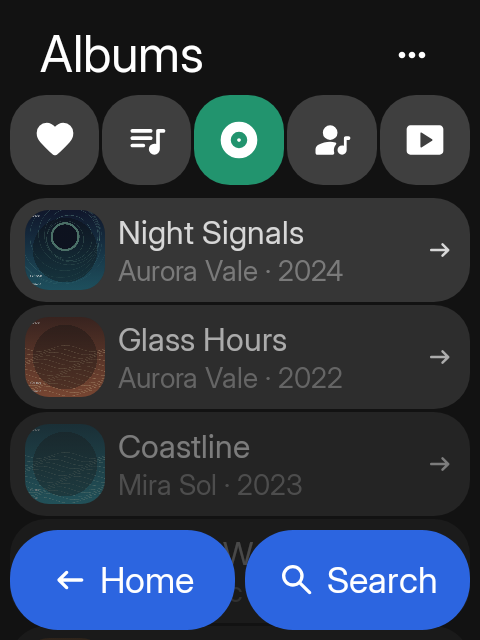 Albums
Night Signals
Aurora Vale · 2024
Glass Hours
Aurora Vale · 2022
Coastline
Mira Sol · 2023
Home
Search